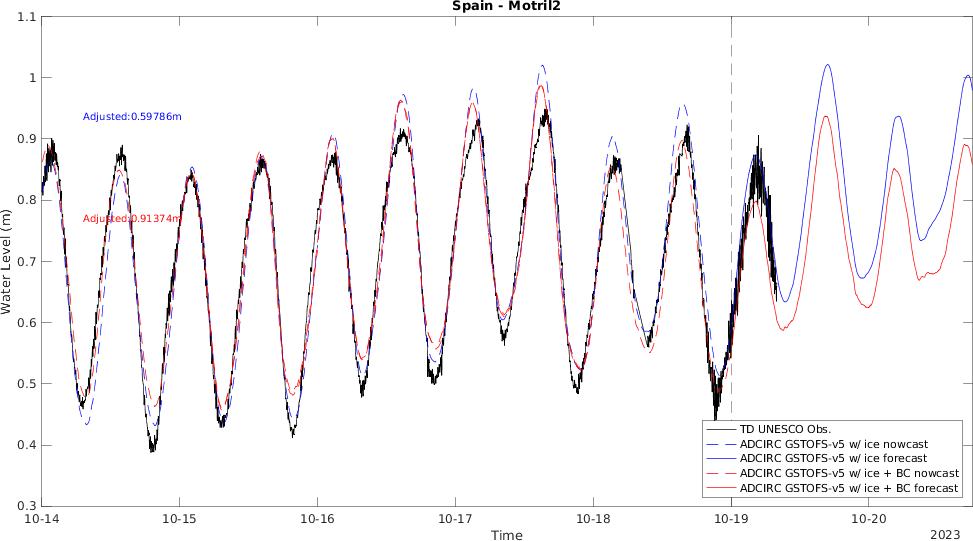 Spain - Motril2
1.1
1
0.9
0.8
0.7
0.6
0.5
0.4
0.3
Water Level (m)
Adjusted:0.59786m
Adjusted:0.91374m
TD UNESCO Obs.
ADCIRC GSTOFS-v5 w/ ice nowcast
ADCIRC GSTOFS-v5 w/ ice forecast
ADCIRC GSTOFS-v5 w/ ice + BC nowcast
ADCIRC GSTOFS-v5 w/ ice + BC forecast
10-14 10-15 10-16 10-17 10-18 10-19 10-20
Time
2023